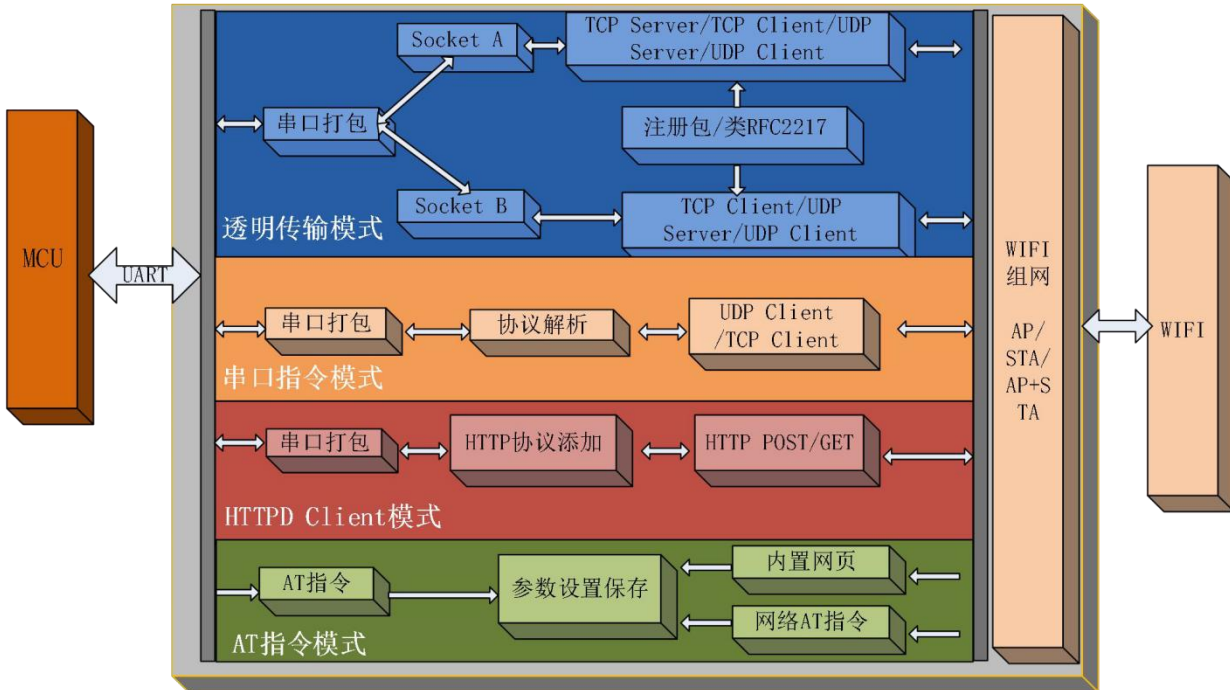 MCU
UART
Socket A
TCP Server/TCP Client/UDP
Server/UDP Client
串口打包
注册包/类RFC2217
Socket B
TCP Client/UDP
Server/UDP Client
透明传输模式
串口打包
协议解析
UDP Client
/TCP Client
串口指令模式
串口打包
HTTP协议添加
HTTP POST/GET
HTTPD Client模式
AT指令
参数设置保存
内置网页
网络AT指令
AT指令模式
WIFI
组网
AP/
STA/
AP+S
TA
WIFI